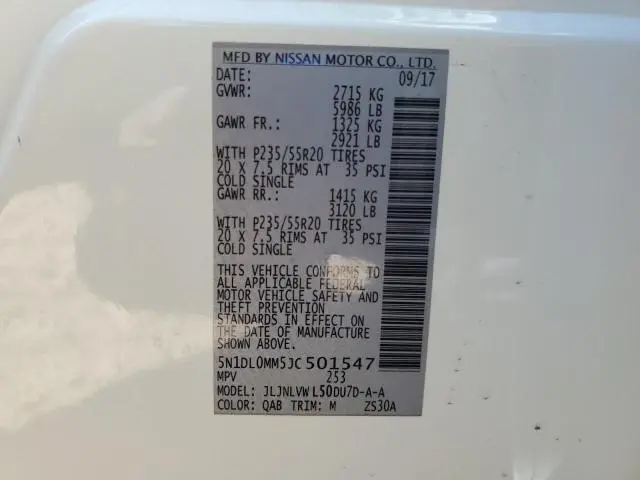 MFD BY NISSAN MOTOR CO., LTD.
DATE: 09/17
GVWR: 2715 KG
5986 LB
GAWR FR.: 1325 KG
2921 LB
WITH P235/55R20 TIRES
20 X 7.5 RIMS AT 35 PSI
COLD SINGLE
GAWR RR.: 1415 KG
3120 LB
WITH P235/55R20 TIRES
20 X 7.5 RIMS AT 35 PSI
COLD SINGLE
THIS VEHICLE CONFORMS TO
ALL APPLICABLE FEDERAL
MOTOR VEHICLE SAFETY AND
THEFT PREVENTION
STANDARDS IN EFFECT ON
THE DATE OF MANUFACTURE
SHOWN ABOVE.
5N1DL0MM5JC501547
MPV 253
MODEL: JLJNLVW L50DU7D-A-A
COLOR: QAB TRIM: M ZS30A